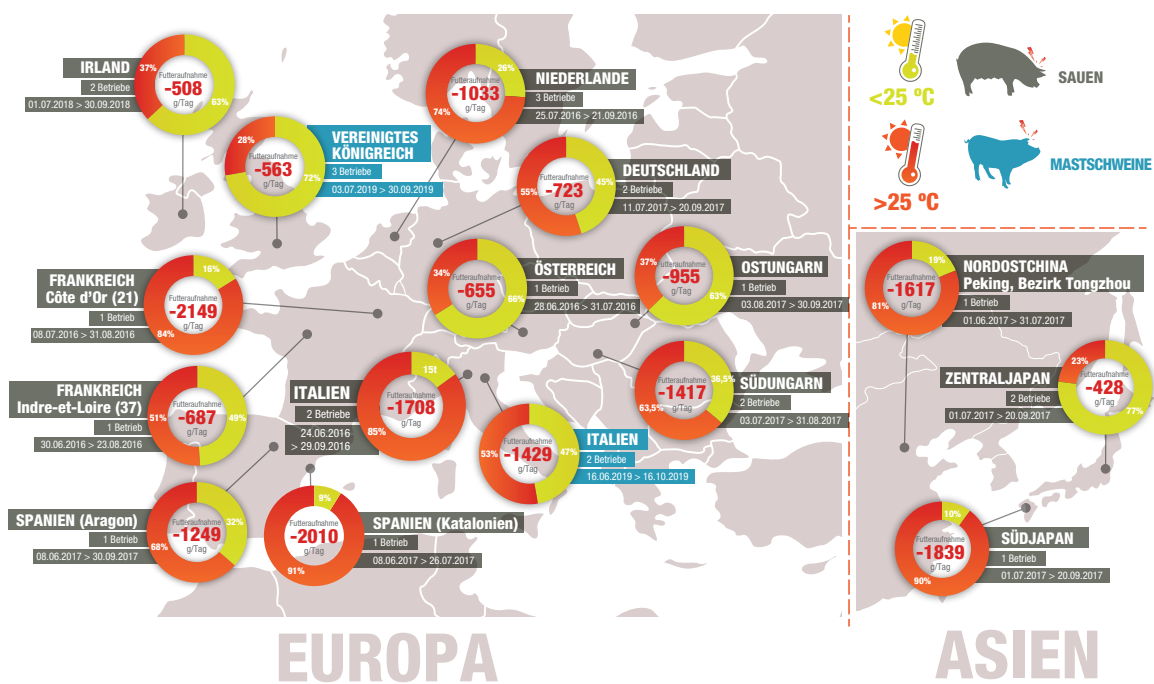 IRLAND
2 Betriebe
01.07.2018 > 30.09.2018
37%
Futteraufnahme
-508
g/Tag
63%
VEREINIGTES
KÖNIGREICH
3 Betriebe
03.07.2019 > 30.09.2019
28%
Futteraufnahme
-563
g/Tag
72%
NIEDERLANDE
3 Betriebe
25.07.2016 > 21.09.2016
26%
Futteraufnahme
-1033
g/Tag
74%
DEUTSCHLAND
2 Betriebe
11.07.2017 > 20.09.2017
45%
Futteraufnahme
-723
g/Tag
55%
FRANKREICH
Côte d'Or (21)
1 Betrieb
08.07.2016 > 31.08.2016
16%
Futteraufnahme
-2149
g/Tag
84%
ÖSTERREICH
1 Betrieb
28.06.2016 > 31.07.2016
34%
Futteraufnahme
-655
g/Tag
66%
OSTUNGARN
1 Betrieb
03.08.2017 > 30.09.2017
37%
Futteraufnahme
-955
g/Tag
63%
FRANKREICH
Indre-et-Loire (37)
1 Betrieb
30.06.2016 > 23.08.2016
51%
Futteraufnahme
-687
g/Tag
49%
ITALIEN
2 Betriebe
24.06.2016
> 29.09.2016
15t
Futteraufnahme
-1708
g/Tag
85%
ITALIEN
2 Betriebe
16.06.2019 > 16.10.2019
53%
Futteraufnahme
-1429
g/Tag
47%
SÜDUNGARN
2 Betriebe
03.07.2017 > 31.08.2017
36,5%
Futteraufnahme
-1417
g/Tag
63,5%
SPANIEN (Aragon)
1 Betrieb
08.06.2017 > 30.09.2017
32%
Futteraufnahme
-1249
g/Tag
68%
SPANIEN (Katalonien)
1 Betrieb
08.06.2017 > 26.07.2017
9%
Futteraufnahme
-2010
g/Tag
91%
EUROPA
<25 ºC
SAUEN
>25 ºC
MASTSCHWEINE
NORDOSTCHINA
Peking, Bezirk Tongzhou
1 Betrieb
01.06.2017 > 31.07.2017
19%
Futteraufnahme
-1617
g/Tag
81%
ZENTRALJAPAN
2 Betriebe
01.07.2017 > 20.09.2017
23%
Futteraufnahme
-428
g/Tag
77%
SÜDJAPAN
1 Betrieb
01.07.2017 > 20.09.2017
10%
Futteraufnahme
-1839
g/Tag
90%
ASIEN